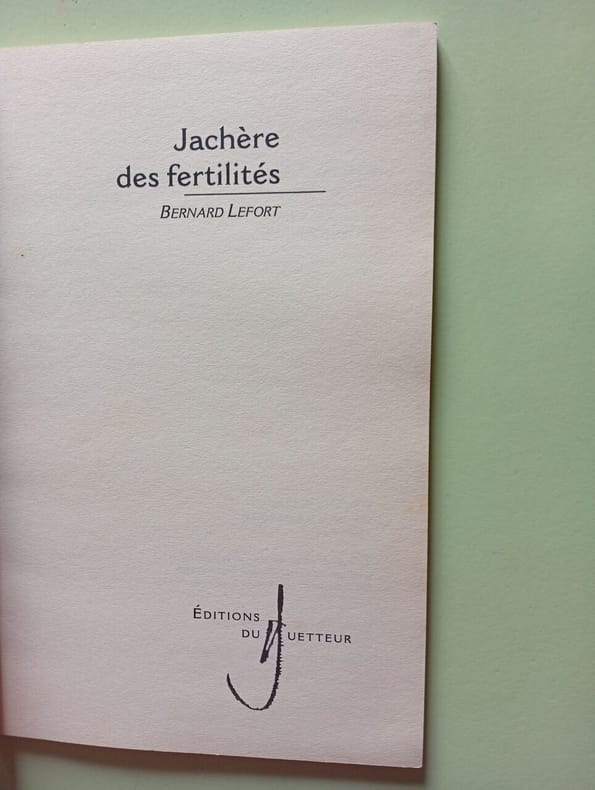 Jachère
des fertilités
BERNARD LEFORT
ÉDITIONS
DU GUETTEUR